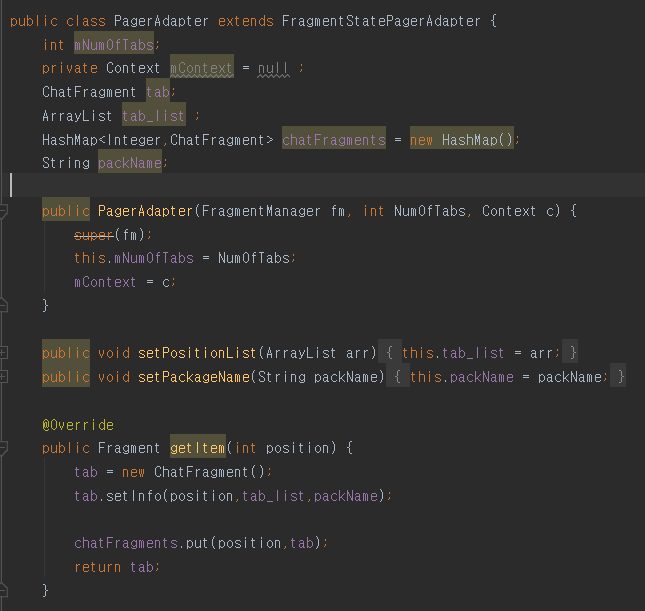 public class PagerAdapter extends FragmentStatePagerAdapter {
int mNumOfTabs;
private Context mContext = null ;
ChatFragment tab;
ArrayList tab_list ;
HashMap<Integer,ChatFragment> chatFragments = new HashMap();
String packName;
public PagerAdapter(FragmentManager fm, int NumOfTabs, Context c) {
super(fm);
this.mNumOfTabs = NumOfTabs;
mContext = c;
}
public void setPositionList(ArrayList arr) { this.tab_list = arr; }
public void setPackageName(String packName) { this.packName = packName; }
@Override
public Fragment getItem(int position) {
tab = new ChatFragment();
tab.setInfo(position,tab_list,packName);
chatFragments.put(position,tab);
return tab;
}